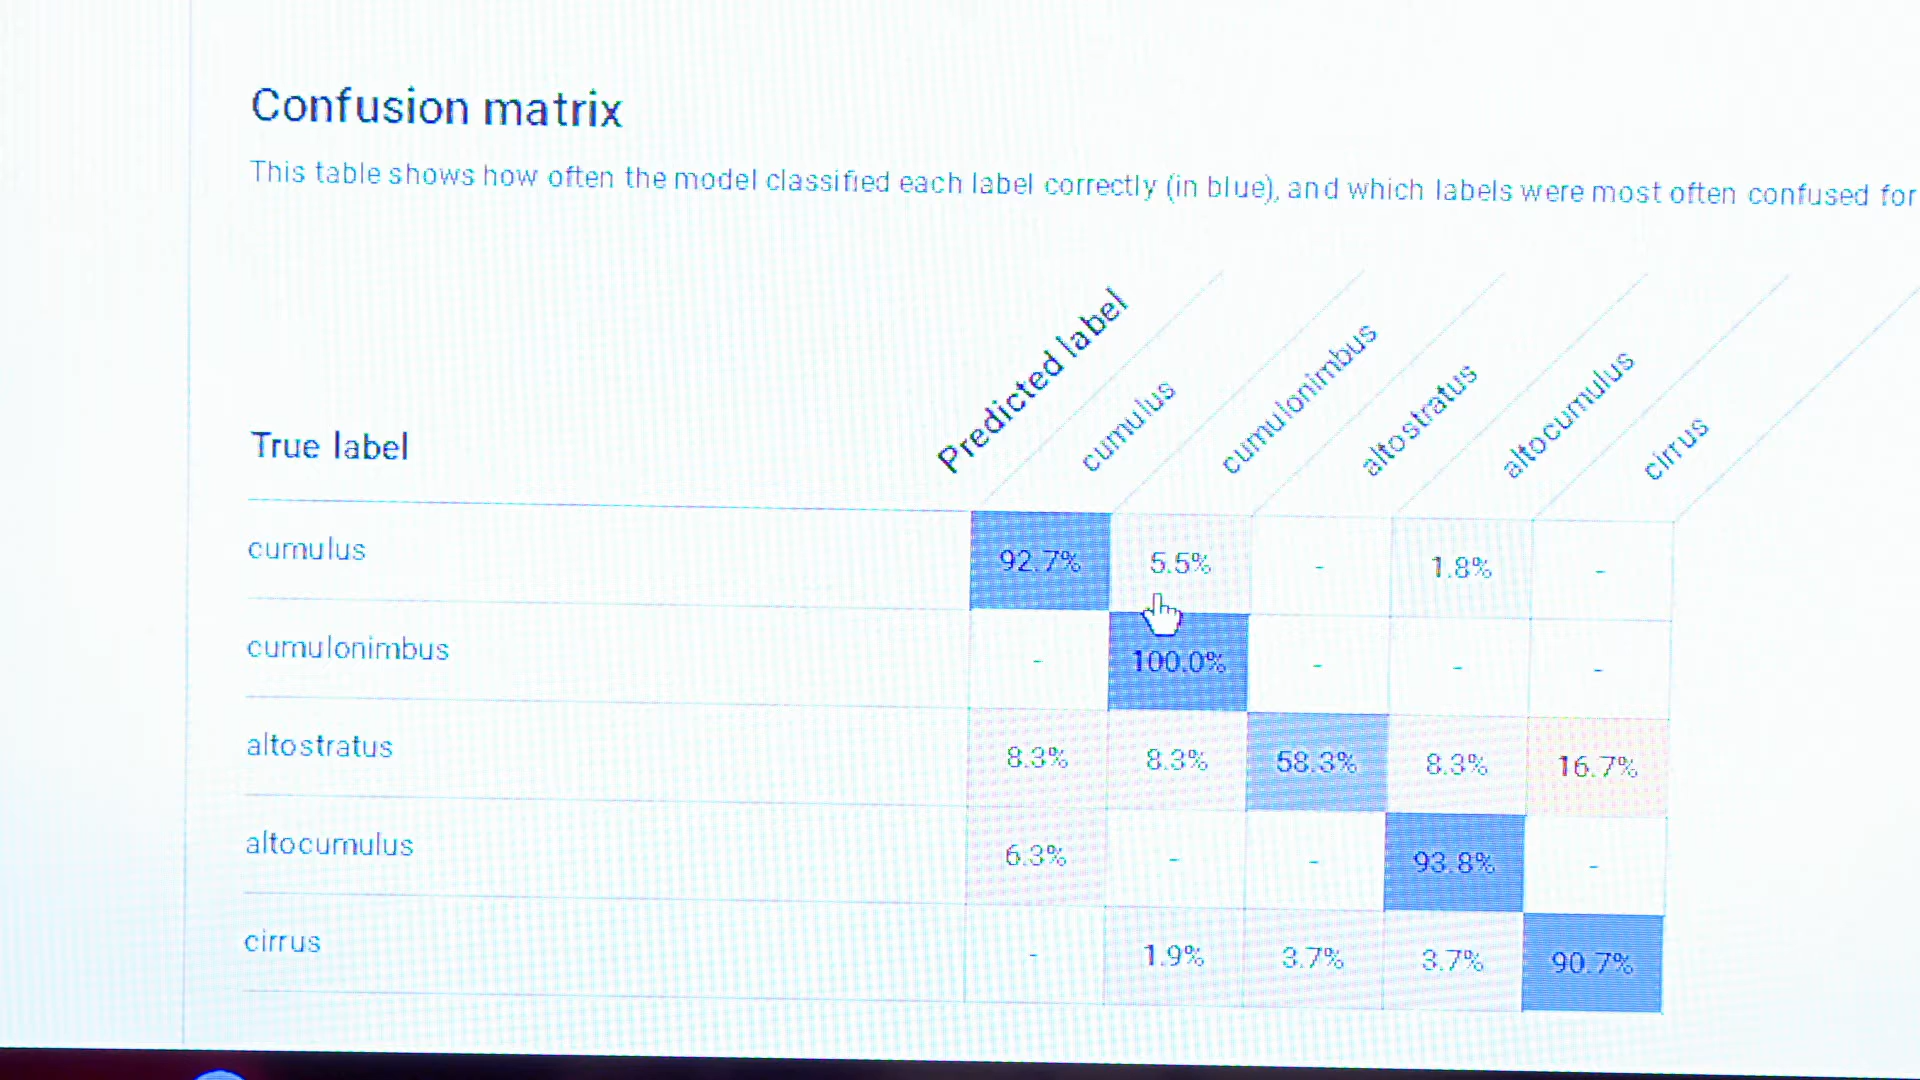 Confusion matrix
This table shows how often the model classified each label correctly (in blue), and which labels were most often confused for
True label
Predicted label
cumulus
cumulonimbus
altostratus
altocumulus
cirrus
cumulus 92.7% 5.5% - 1.8% -
cumulonimbus - 100.0% - - -
altostratus 8.3% 8.3% 58.3% 8.3% 16.7%
altocumulus 6.3% - - 93.8% -
cirrus - 1.9% 3.7% 3.7% 90.7%